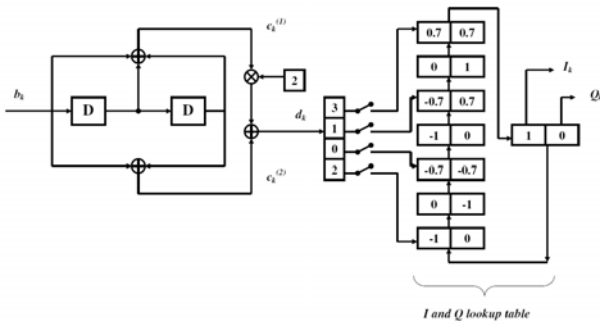 c_k^(1)
0.7 0.7
2
0 1
I_k
Q
b_k
D
D
d_k
3
1
0
2
-0.7 0.7
-1 0
1 0
-0.7 -0.7
c_k^(2)
0 -1
-1 0
I and Q lookup table